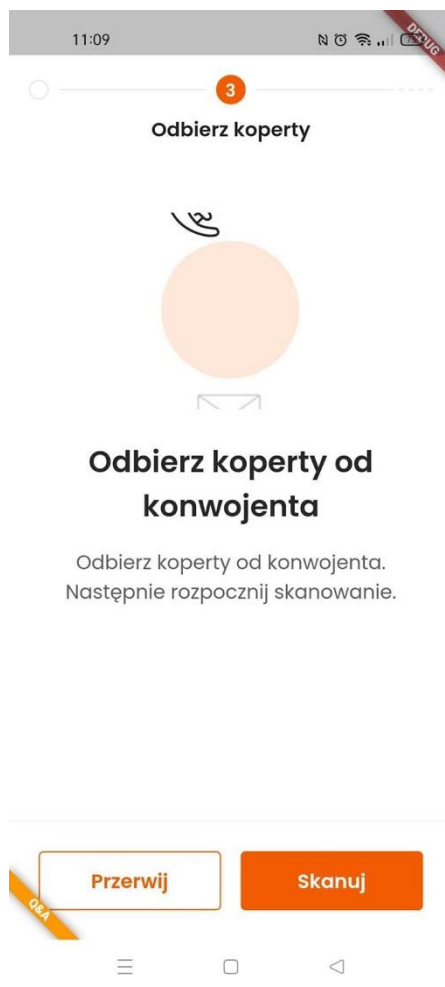 11:09
DEBUG
3
Odbierz koperty
Odbierz koperty od
konwojenta
Odbierz koperty od konwojenta.
Następnie rozpocznij skanowanie.
Przerwij
Skanuj
Q&A